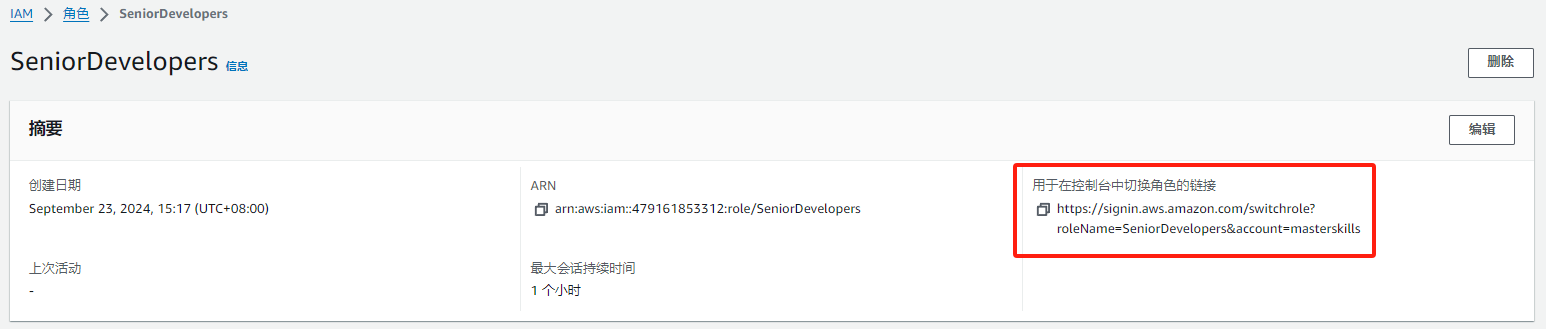 IAM > 角色 > SeniorDevelopers
SeniorDevelopers 信息
删除
摘要
编辑
创建日期
September 23, 2024, 15:17 (UTC+08:00)
ARN
arn:aws:iam::479161853312:role/SeniorDevelopers
用于在控制台中切换角色的链接
https://signin.aws.amazon.com/switchrole?
roleName=SeniorDevelopers&account=masterskills
上次活动
-
最大会话持续时间
1 个小时